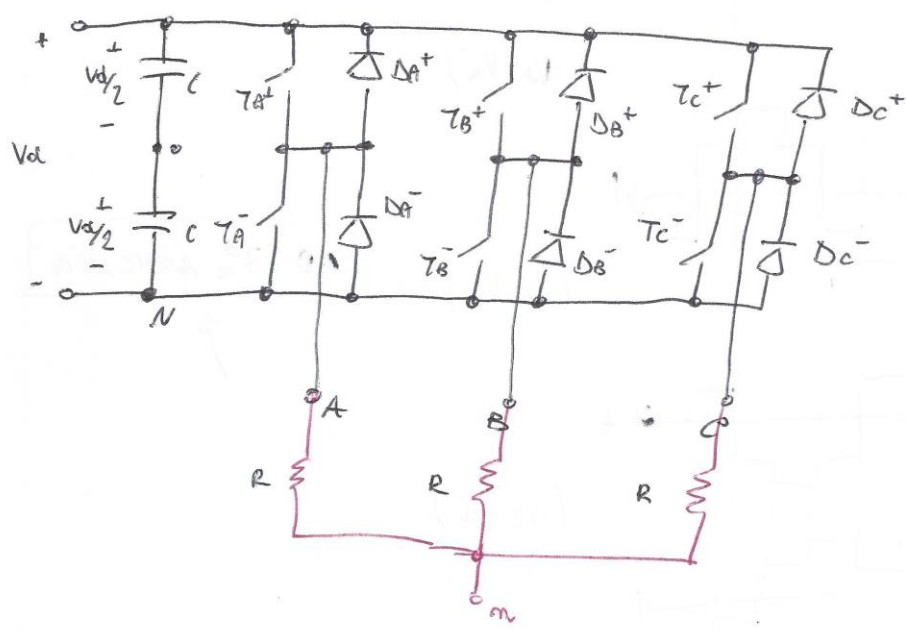 +
+
Vd/2
C
TA+
DA+
TB+
DB+
TC+
DC+
-
Vd
o
+
Vd/2
C
-
TA-
DA-
TB-
DB-
TC-
DC-
-
N
A
B
C
R
R
R
n